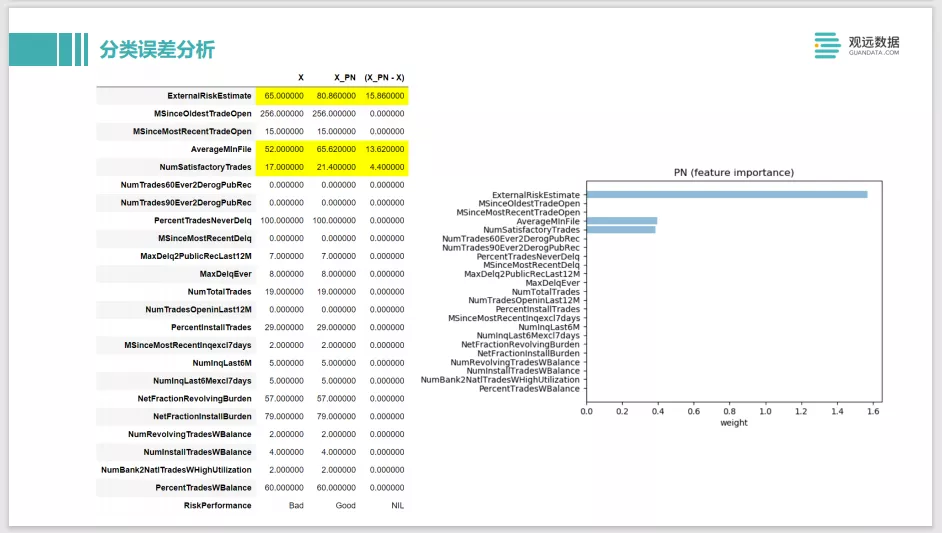 分类误差分析
观远数据
GUANDATA.COM
X X_PN (X_PN - X)
ExternalRiskEstimate 65.000000 80.860000 15.860000
MSinceOldestTradeOpen 256.000000 256.000000 0.000000
MSinceMostRecentTradeOpen 15.000000 15.000000 0.000000
AverageMInFile 52.000000 65.620000 13.620000
NumSatisfactoryTrades 17.000000 21.400000 4.400000
NumTrades60Ever2DerogPubRec 0.000000 0.000000 0.000000
NumTrades90Ever2DerogPubRec 0.000000 0.000000 0.000000
PercentTradesNeverDelq 100.000000 100.000000 0.000000
MSinceMostRecentDelq 0.000000 0.000000 0.000000
MaxDelq2PublicRecLast12M 7.000000 7.000000 0.000000
MaxDelqEver 8.000000 8.000000 0.000000
NumTotalTrades 19.000000 19.000000 0.000000
NumTradesOpeninLast12M 0.000000 0.000000 0.000000
PercentInstallTrades 29.000000 29.000000 0.000000
MSinceMostRecentInqexcl7days 2.000000 2.000000 0.000000
NumInqLast6M 5.000000 5.000000 0.000000
NumInqLast6Mexcl7days 5.000000 5.000000 0.000000
NetFractionRevolvingBurden 57.000000 57.000000 0.000000
NetFractionInstallBurden 79.000000 79.000000 0.000000
NumRevolvingTradesWBalance 2.000000 2.000000 0.000000
NumInstallTradesWBalance 4.000000 4.000000 0.000000
NumBank2NatlTradesWHighUtilization 2.000000 2.000000 0.000000
PercentTradesWBalance 60.000000 60.000000 0.000000
RiskPerformance Bad Good NIL
PN (feature importance)
ExternalRiskEstimate
MSinceOldestTradeOpen
MSinceMostRecentTradeOpen
AverageMInFile
NumSatisfactoryTrades
NumTrades60Ever2DerogPubRec
NumTrades90Ever2DerogPubRec
PercentTradesNeverDelq
MSinceMostRecentDelq
MaxDelq2PublicRecLast12M
MaxDelqEver
NumTotalTrades
NumTradesOpeninLast12M
PercentInstallTrades
MSinceMostRecentInqexcl7days
NumInqLast6M
NumInqLast6Mexcl7days
NetFractionRevolvingBurden
NetFractionInstallBurden
NumRevolvingTradesWBalance
NumInstallTradesWBalance
NumBank2NatlTradesWHighUtilization
PercentTradesWBalance
0.0 0.2 0.4 0.6 0.8 1.0 1.2 1.4 1.6
weight